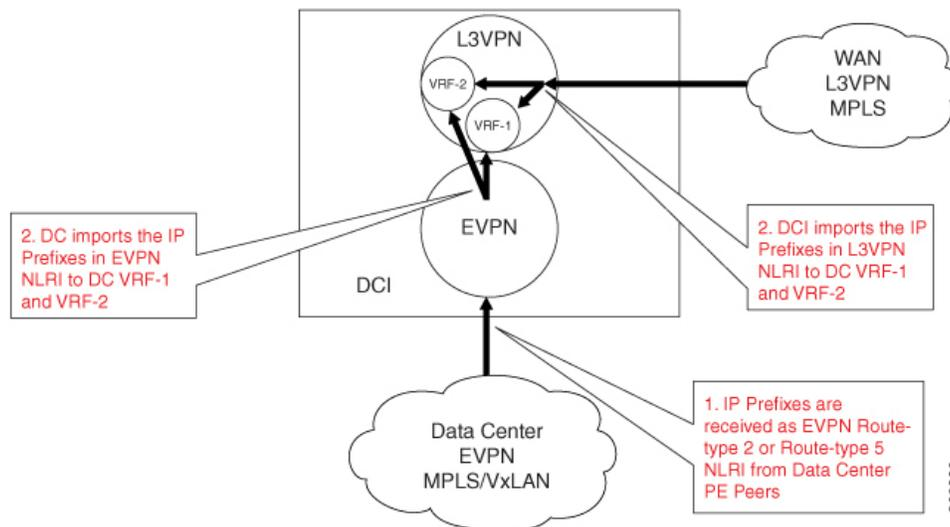 L3VPN
VRF-2
VRF-1
WAN
L3VPN
MPLS
EVPN
DCI
2. DC imports the IP
Prefixes in EVPN
NLRI to DC VRF-1
and VRF-2
2. DCI imports the IP
Prefixes in L3VPN
NLRI to DC VRF-1
and VRF-2
Data Center
EVPN
MPLS/VxLAN
1. IP Prefixes are
received as EVPN Route-
type 2 or Route-type 5
NLRI from Data Center
PE Peers